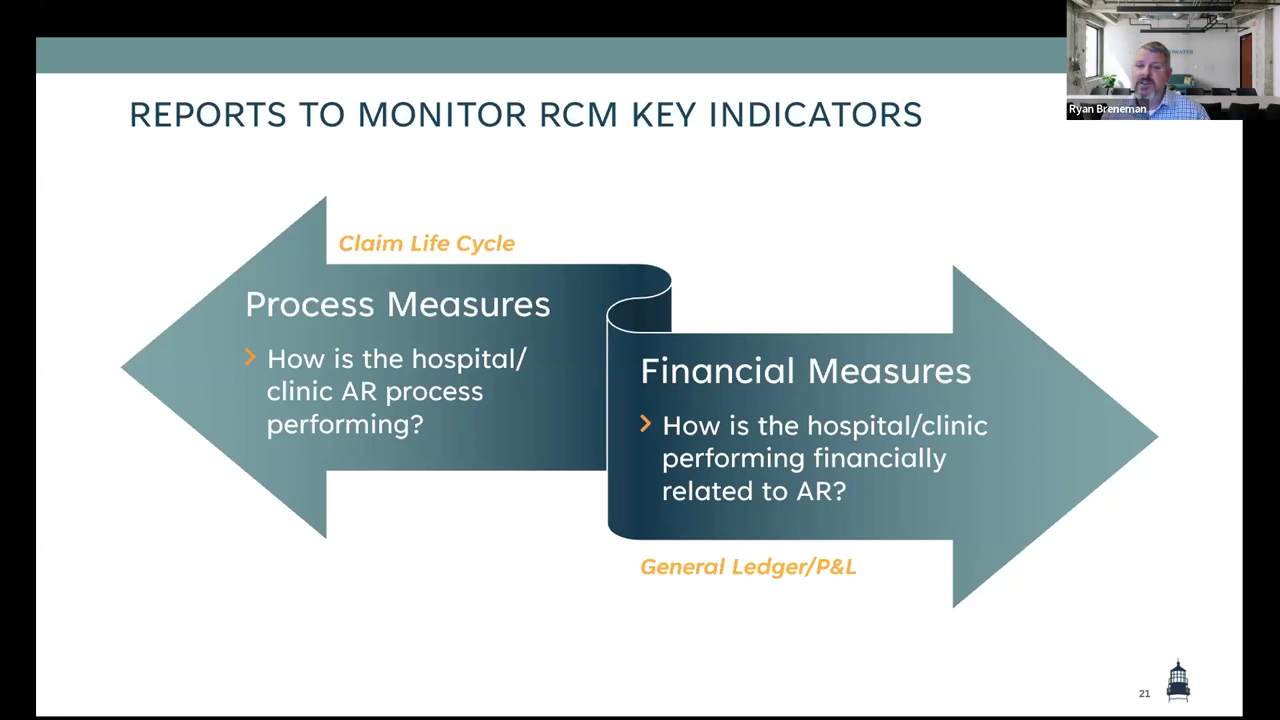 REPORTS TO MONITOR RCM KEY INDICATORS
Ryan Breneman
Claim Life Cycle
Process Measures
How is the hospital/
clinic AR process
performing?
Financial Measures
How is the hospital/clinic
performing financially
related to AR?
General Ledger/P&L
21